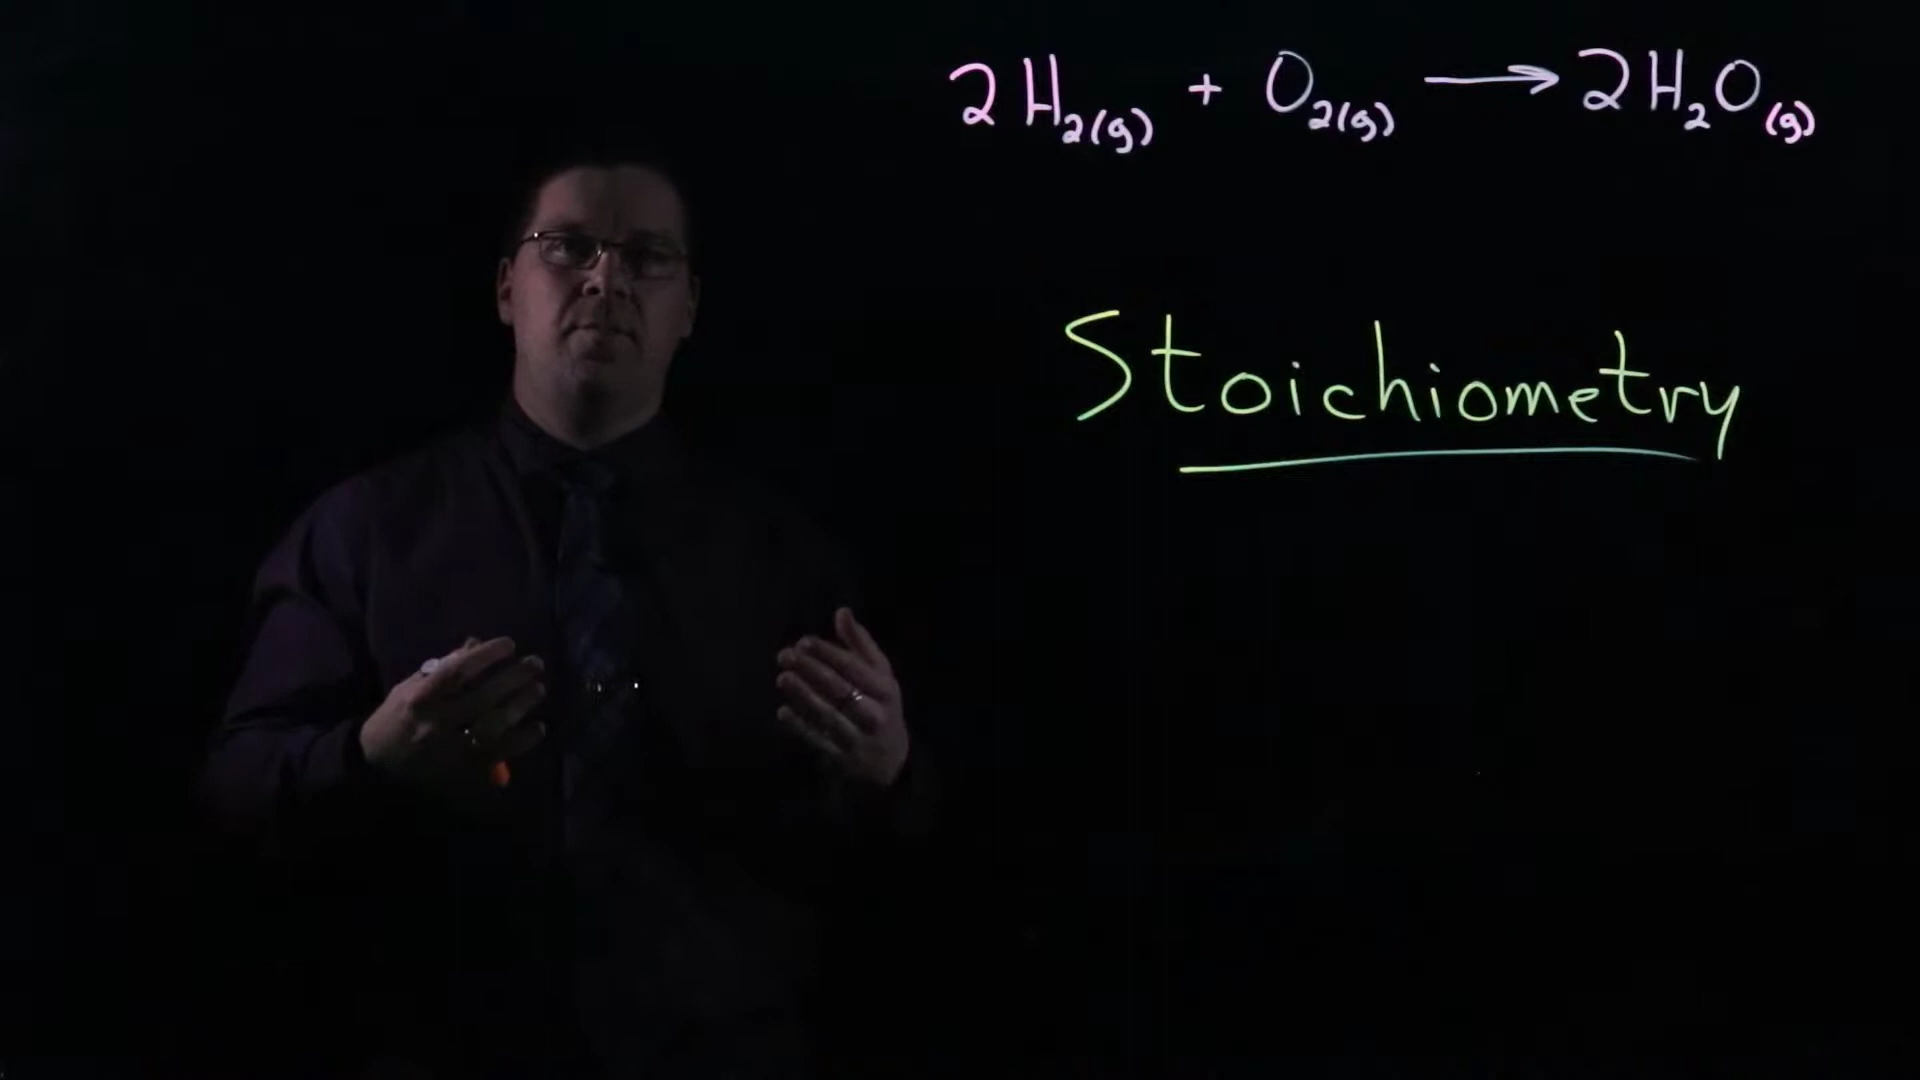 2H₂(g) + O₂(g) → 2H₂O(g)
Stoichiometry